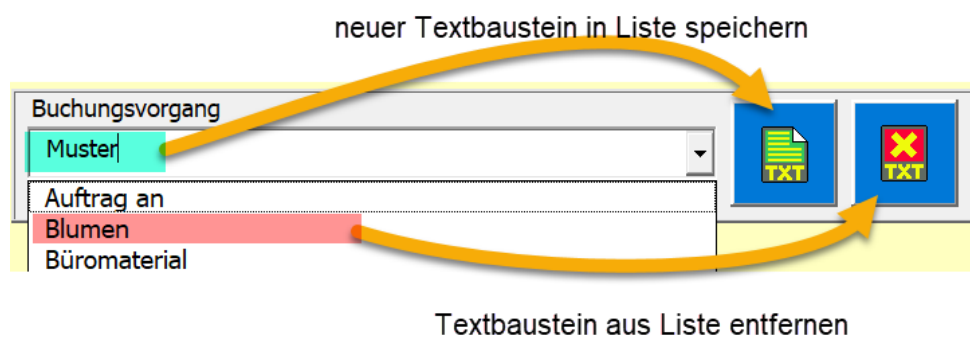 neuer Textbaustein in Liste speichern
Buchungsvorgang
Muster
TXT
TXT
Auftrag an
Blumen
Büromaterial
Textbaustein aus Liste entfernen